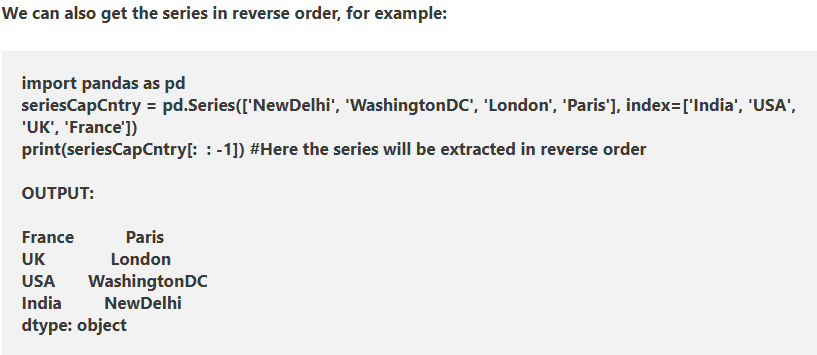 We can also get the series in reverse order, for example:
import pandas as pd
seriesCapCntry = pd.Series(['NewDelhi', 'WashingtonDC', 'London', 'Paris'], index=['India', 'USA',
'UK', 'France'])
print(seriesCapCntry[: : -1]) #Here the series will be extracted in reverse order
OUTPUT:
France Paris
UK London
USA WashingtonDC
India NewDelhi
dtype: object